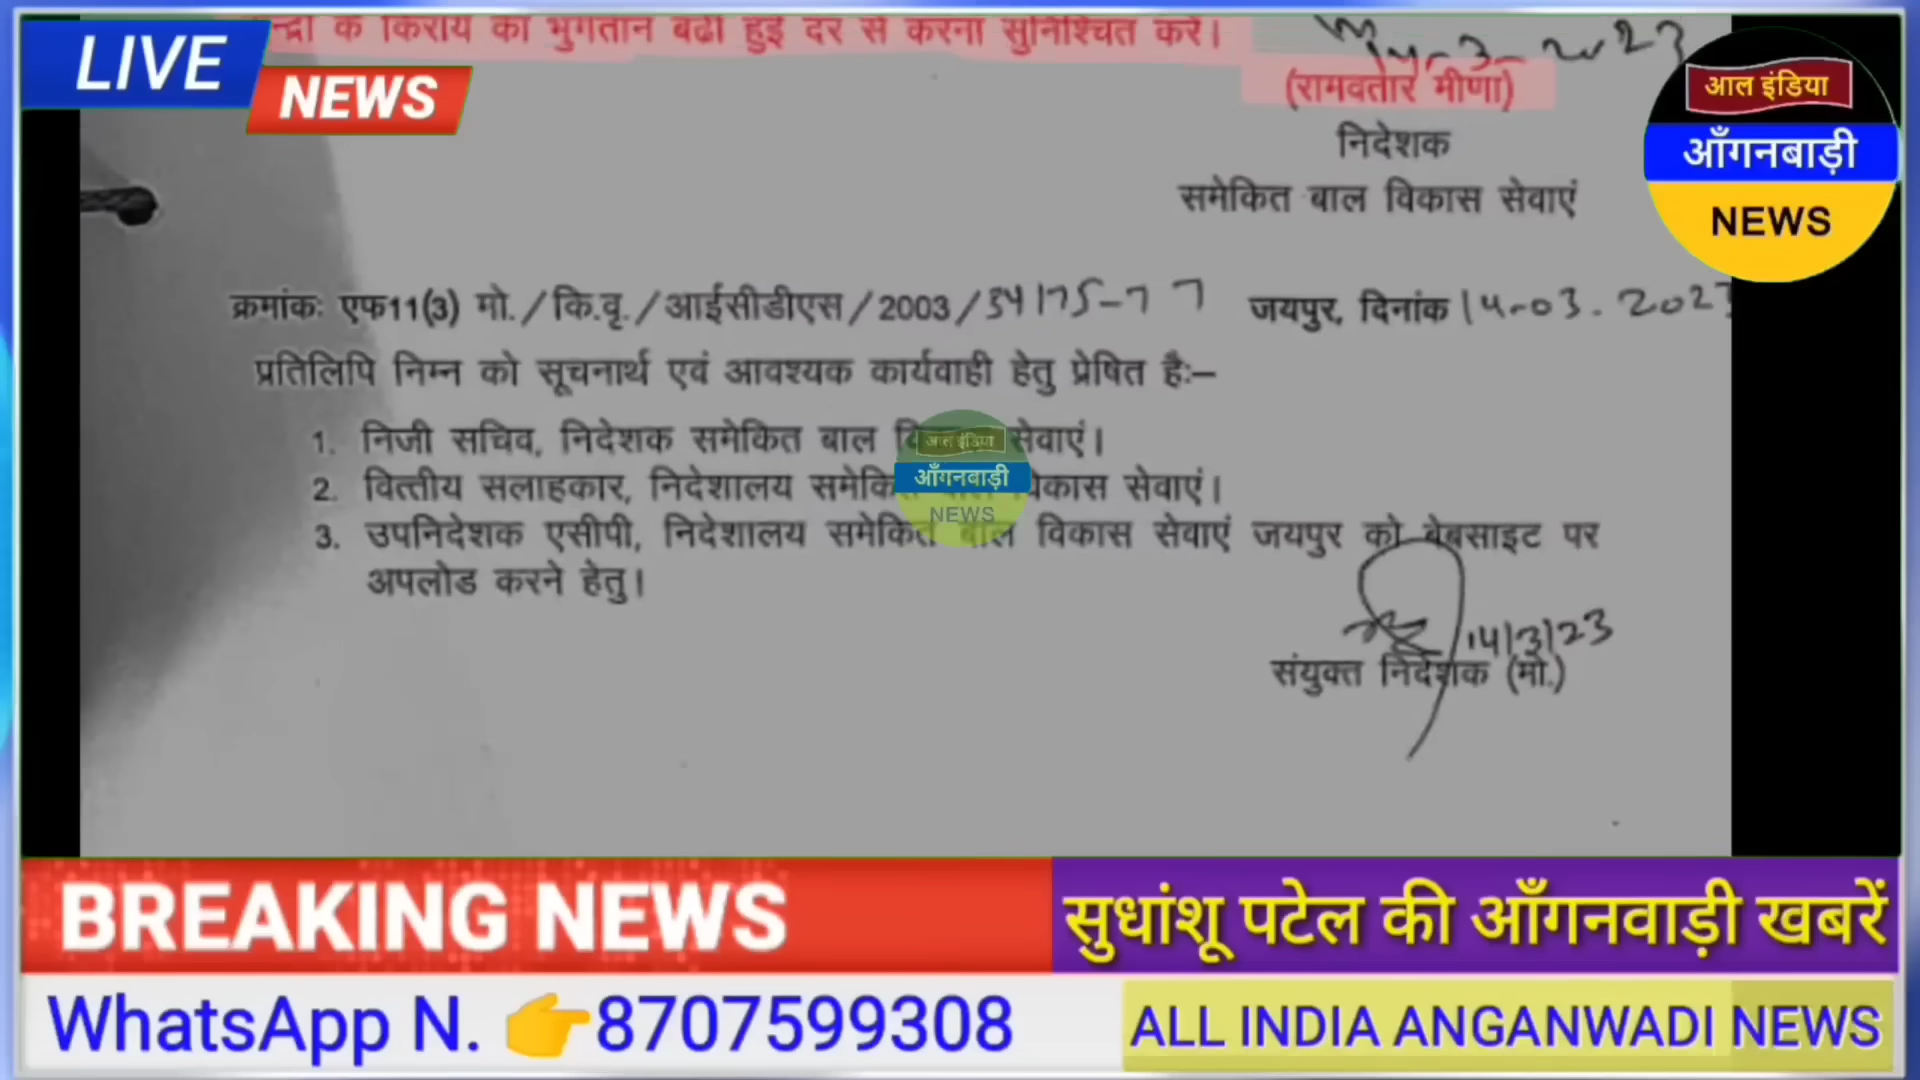 LIVE
NEWS
के किराये का भुगतान बढी हुई दर से करना सुनिश्चित करें।
(रामवतार मीणा)
निदेशक
समेकित बाल विकास सेवाएं
आल इंडिया
आँगनबाड़ी
NEWS
क्रमांकः एफ11(3) मो./कि.वृ./आईसीडीएस/2003/34175-77 जयपुर, दिनांक 14-03-2023
प्रतिलिपि निम्न को सूचनार्थ एवं आवश्यक कार्यवाही हेतु प्रेषित हैः–
1. निजी सचिव, निदेशक समेकित बाल सेवाएं।
2. वित्तीय सलाहकार, निदेशालय समेकित बाल विकास सेवाएं।
3. उपनिदेशक एसीपी, निदेशालय समेकित बाल विकास सेवाएं जयपुर को बेबसाइट पर
अपलोड करने हेतु।
आल इंडिया
आँगनबाड़ी
NEWS
14/3/23
संयुक्त निदेशक (मो.)
BREAKING NEWS
सुधांशू पटेल की आँगनवाड़ी खबरें
WhatsApp N. 👉8707599308
ALL INDIA ANGANWADI NEWS